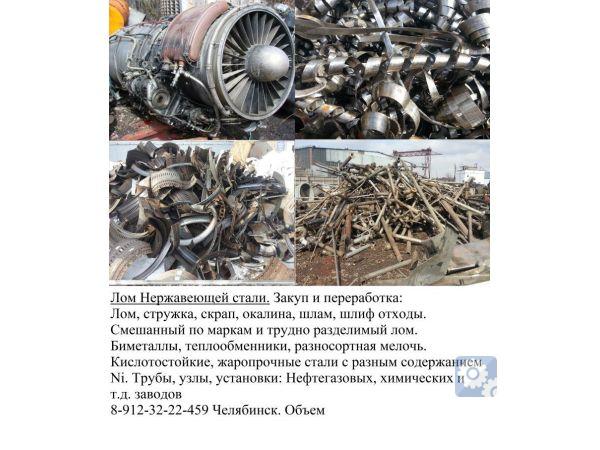 Лом Нержавеющей стали. Закуп и переработка:
Лом, стружка, скрап, окалина, шлам, шлиф отходы.
Смешанный по маркам и трудно разделимый лом.
Биметаллы, теплообменники, разносортная мелочь.
Кислотостойкие, жаропрочные стали с разным содержанием
Ni. Трубы, узлы, установки: Нефтегазовых, химических и
т.д. заводов
8-912-32-22-459 Челябинск. Объем